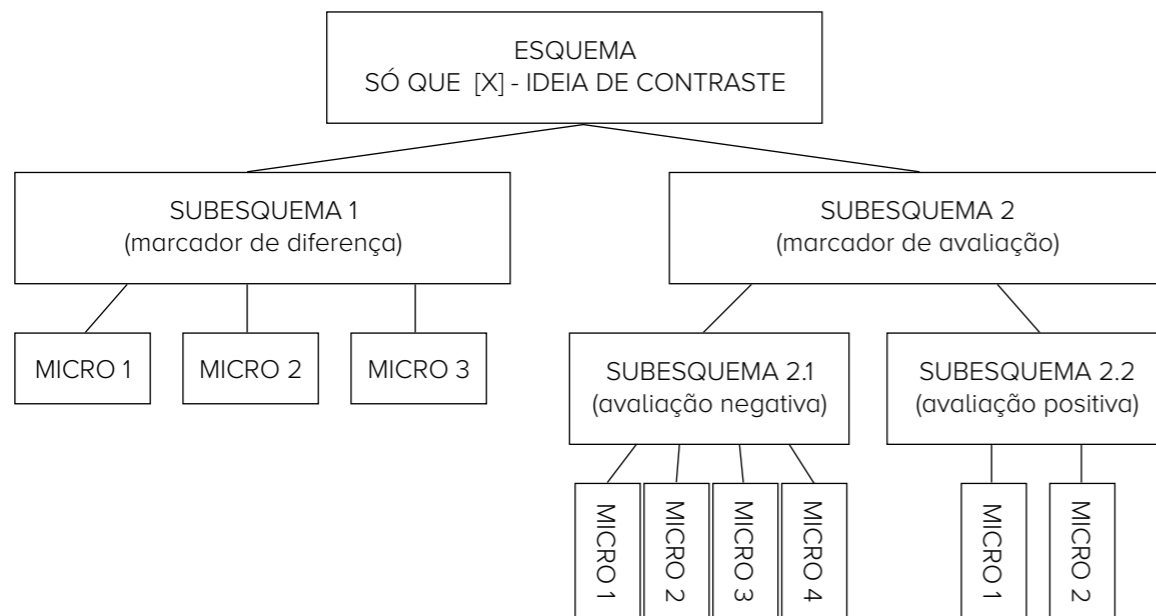 ESQUEMA
SÓ QUE [X] - IDEIA DE CONTRASTE
SUBESQUEMA 1
(marcador de diferença)
SUBESQUEMA 2
(marcador de avaliação)
MICRO 1
MICRO 2
MICRO 3
SUBESQUEMA 2.1
(avaliação negativa)
SUBESQUEMA 2.2
(avaliação positiva)
MICRO 1
MICRO 2
MICRO 3
MICRO 4
MICRO 1
MICRO 2